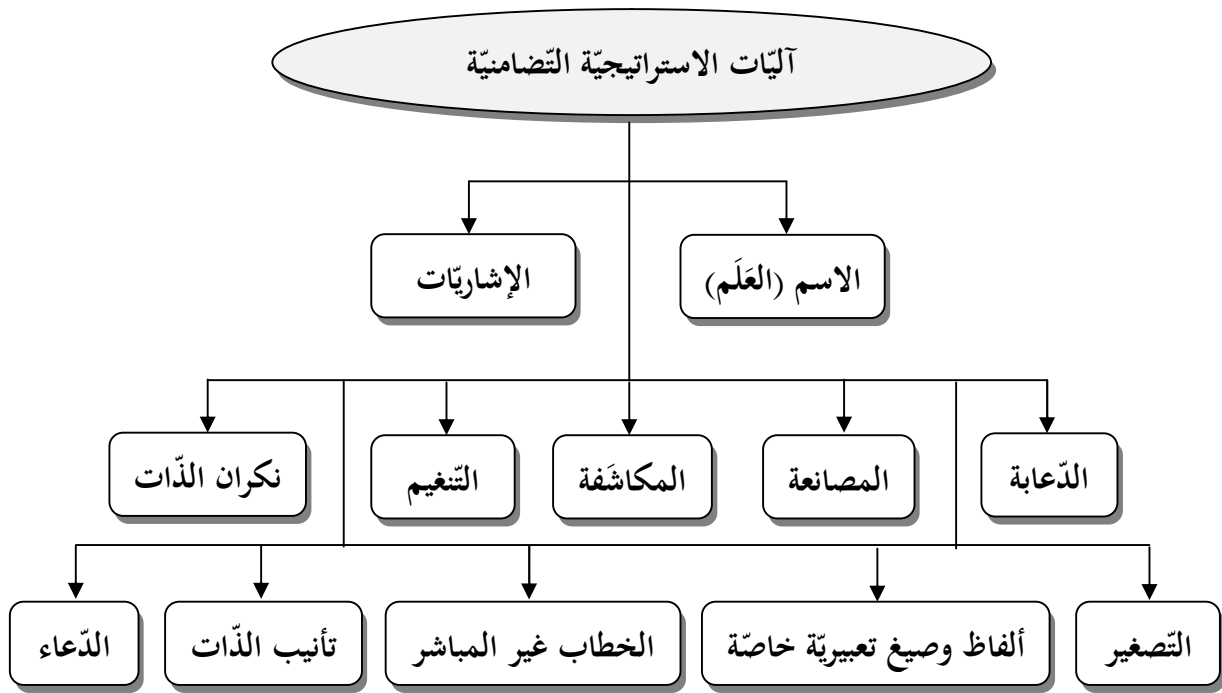 آليّات الاستراتيجيّة التّضامنيّة
الاسم (العَلَم)
الإشاريّات
الدّعابة
المصانعة
المكاشَفة
التّنغيم
نكران الذّات
التّصغير
ألفاظ وصيغ تعبيريّة خاصّة
الخطاب غير المباشر
تأنيب الذّات
الدّعاء